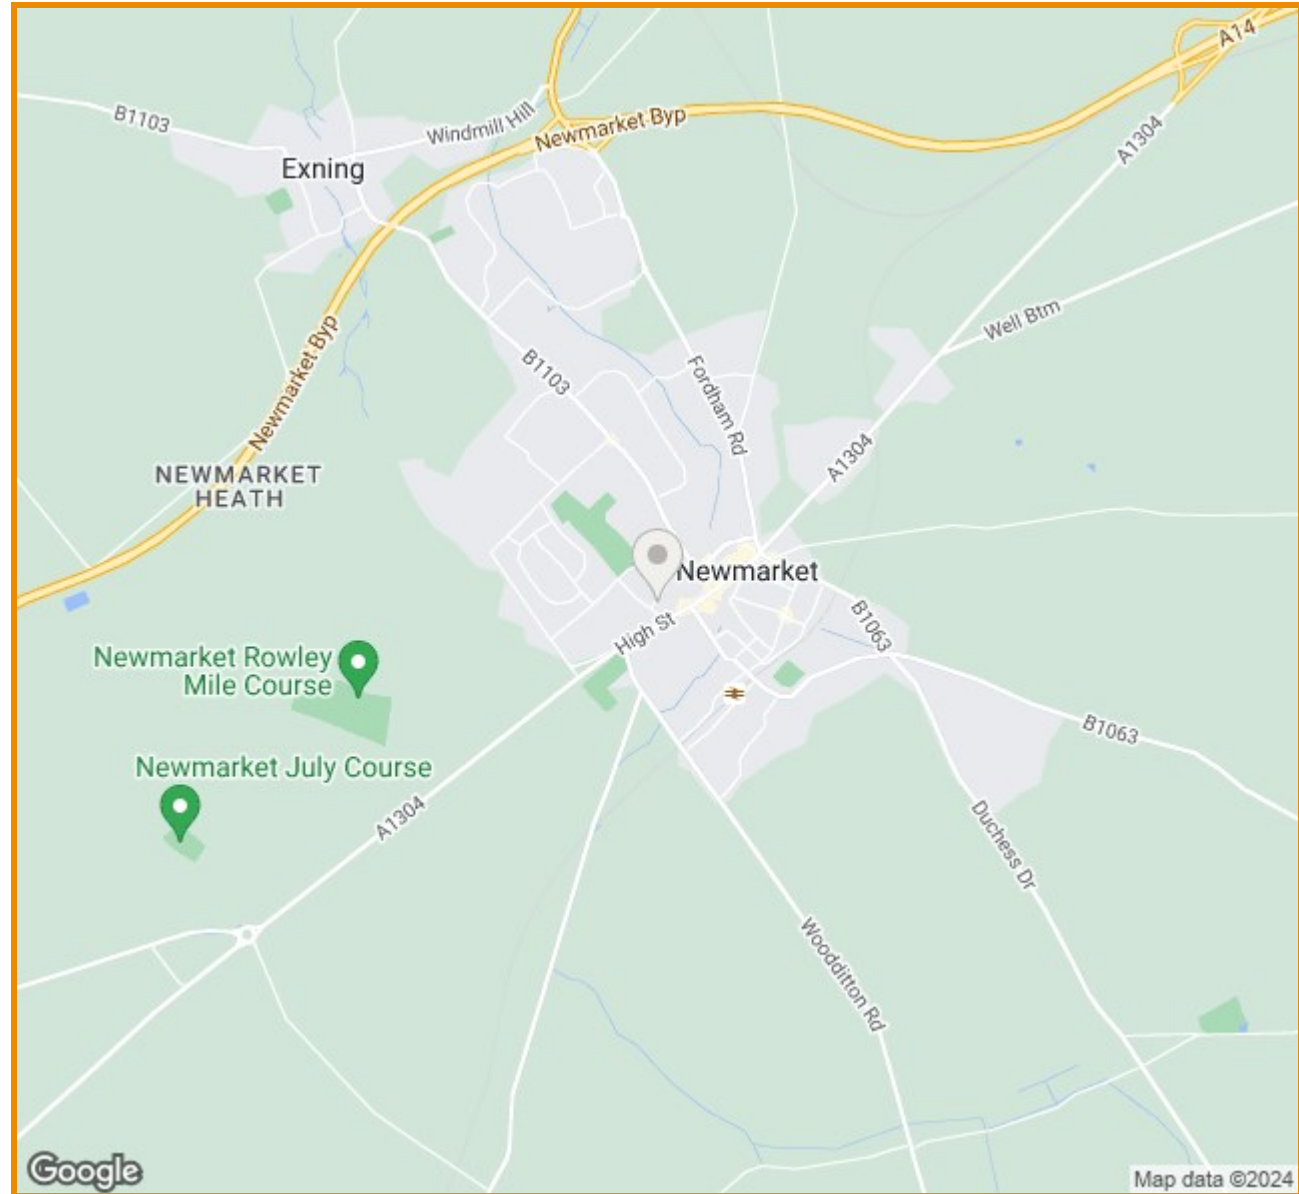 A14
B1103
Windmill Hill
Newmarket Byp
A1304
Exning
Well Btm
Newmarket Byp
B1103
Fordham Rd
A1304
NEWMARKET
HEATH
Newmarket
B1063
High St
Newmarket Rowley
Mile Course
B1063
Newmarket July Course
A1304
Duchess Dr
Woodditton Rd
Google
Map data ©2024